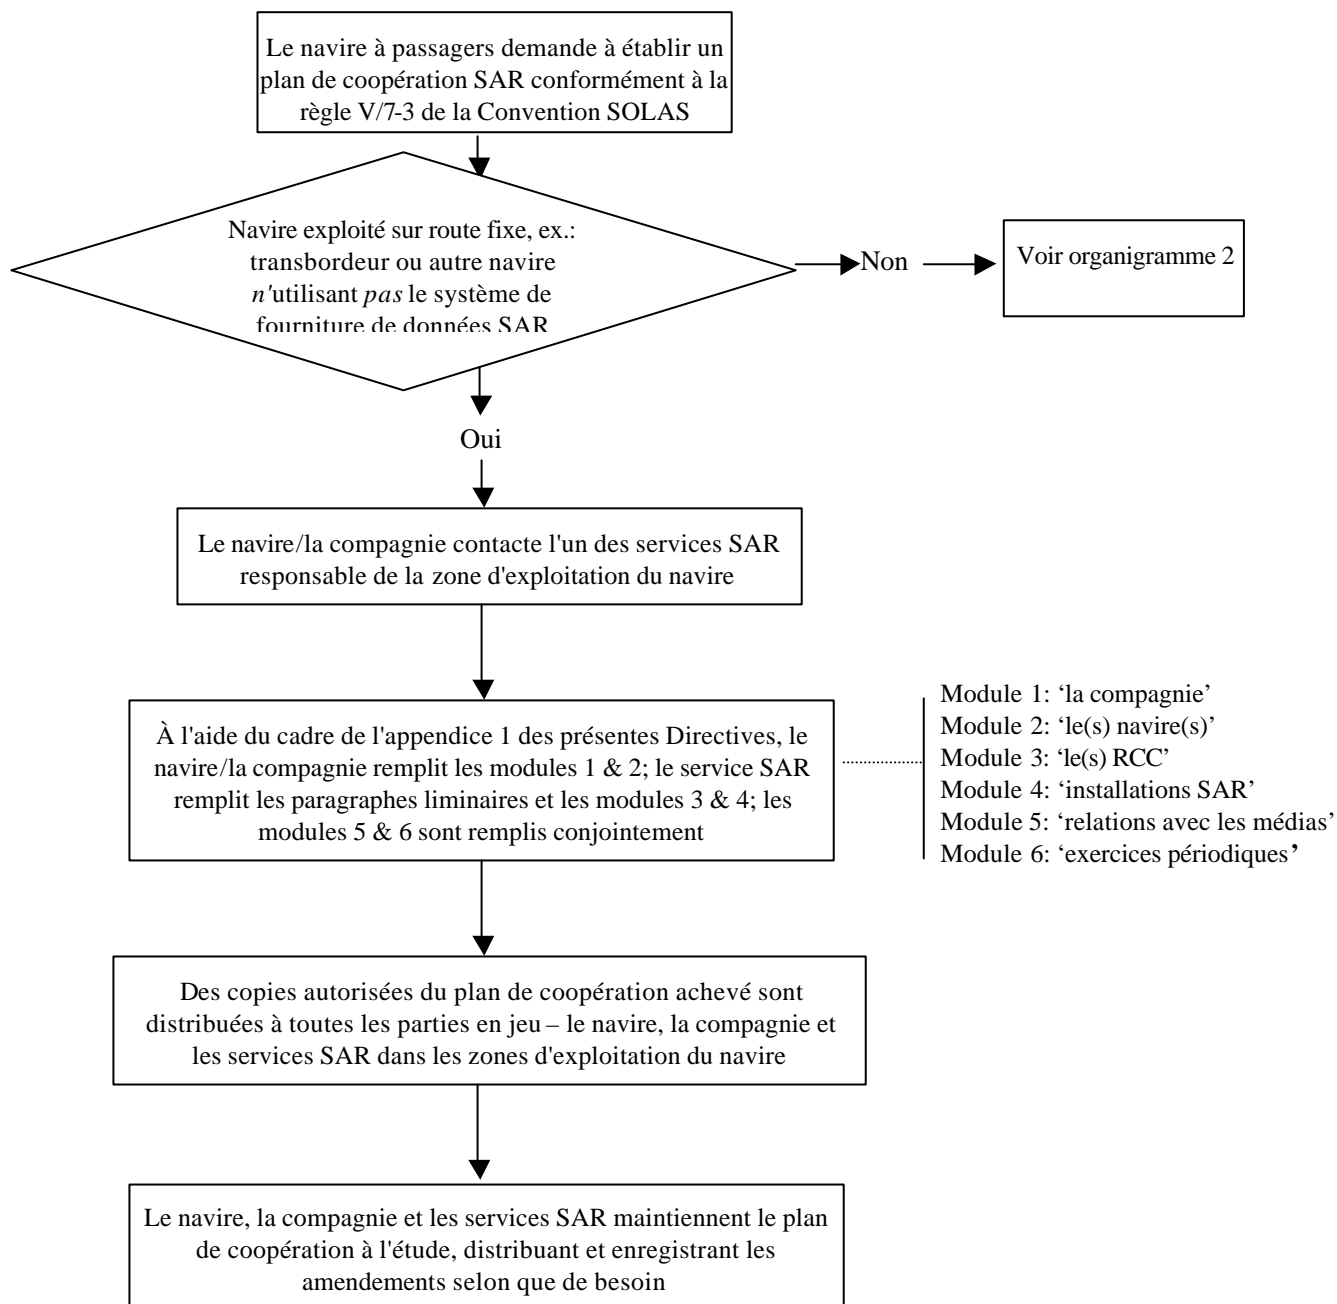 Le navire à passagers demande à établir un
plan de coopération SAR conformément à la
règle V/7-3 de la Convention SOLAS
Navire exploité sur route fixe, ex.:
transbordeur ou autre navire
n'utilisant pas le système de
fourniture de données SAR
Non
Voir organigramme 2
Oui
Le navire/la compagnie contacte l'un des services SAR
responsable de la zone d'exploitation du navire
À l'aide du cadre de l'appendice 1 des présentes Directives, le
navire/la compagnie remplit les modules 1 & 2; le service SAR
remplit les paragraphes liminaires et les modules 3 & 4; les
modules 5 & 6 sont remplis conjointement
Module 1: ‘la compagnie’
Module 2: ‘le(s) navire(s)’
Module 3: ‘le(s) RCC’
Module 4: ‘installations SAR’
Module 5: ‘relations avec les médias’
Module 6: ‘exercices périodiques’
Des copies autorisées du plan de coopération achevé sont
distribuées à toutes les parties en jeu – le navire, la compagnie et
les services SAR dans les zones d'exploitation du navire
Le navire, la compagnie et les services SAR maintiennent le plan
de coopération à l'étude, distribuant et enregistrant les
amendements selon que de besoin